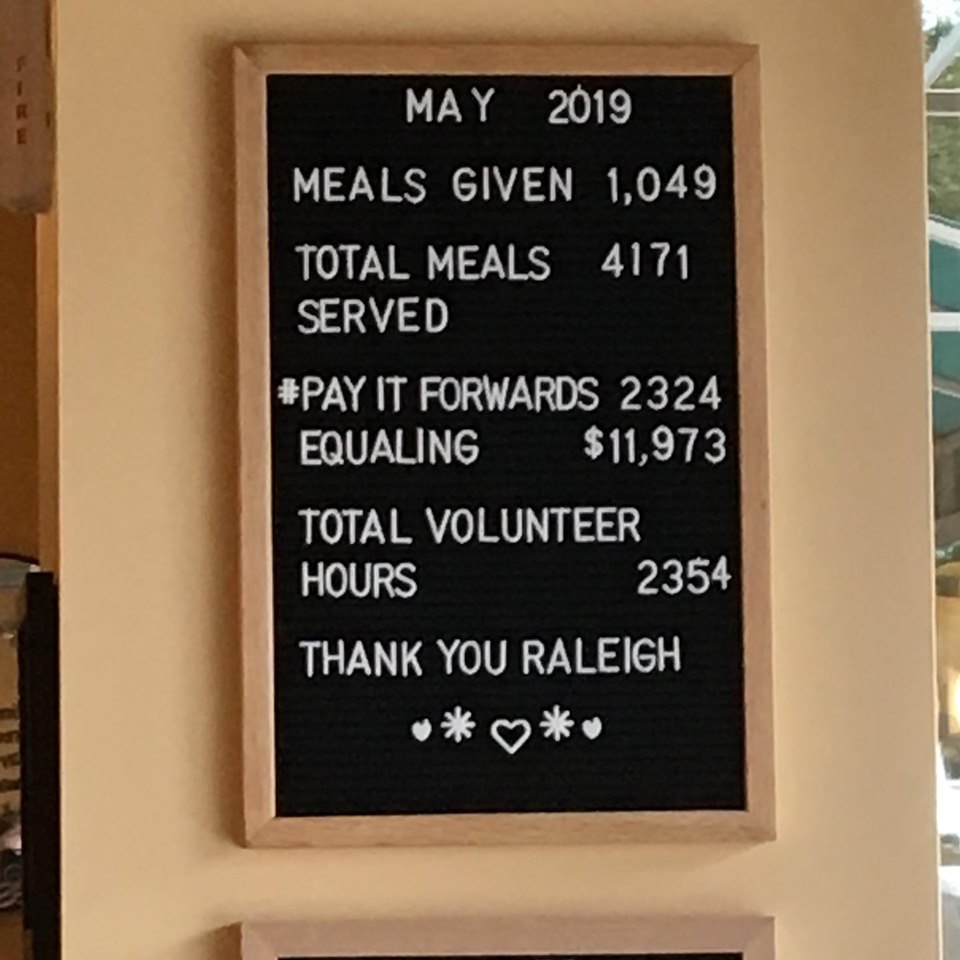 FIRE
MAY 2019
MEALS GIVEN 1,049
TOTAL MEALS 4171
SERVED
#PAY IT FORWARDS 2324
EQUALING $11,973
TOTAL VOLUNTEER
HOURS 2354
THANK YOU RALEIGH